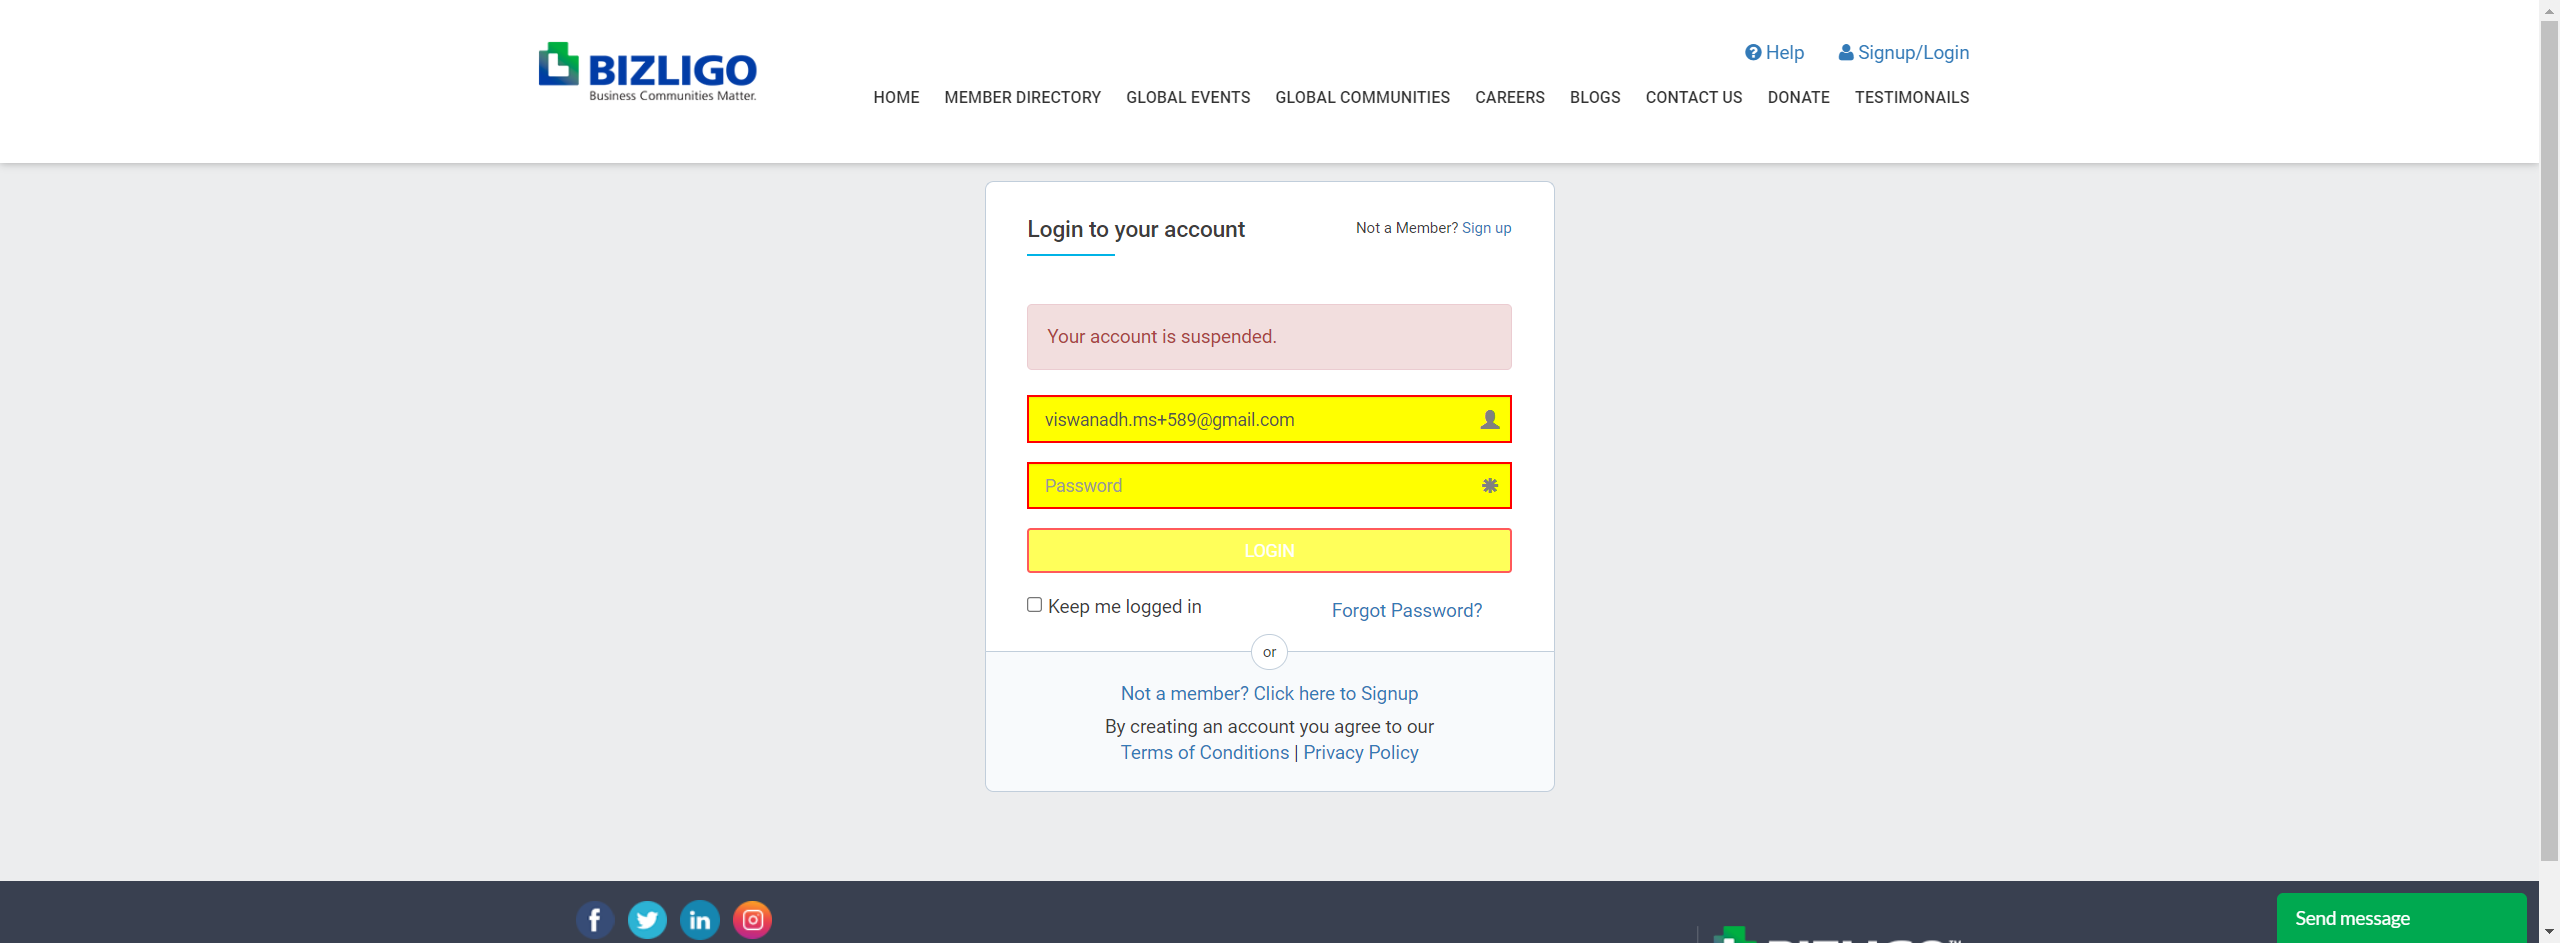 Help Signup/Login
BIZLIGO
Business Communities Matter.
HOME MEMBER DIRECTORY GLOBAL EVENTS GLOBAL COMMUNITIES CAREERS BLOGS CONTACT US DONATE TESTIMONAILS
Login to your account
Not a Member? Sign up
Your account is suspended.
viswanadh.ms+589@gmail.com
Password
LOGIN
Keep me logged in
Forgot Password?
or
Not a member? Click here to Signup
By creating an account you agree to our
Terms of Conditions | Privacy Policy
Send message